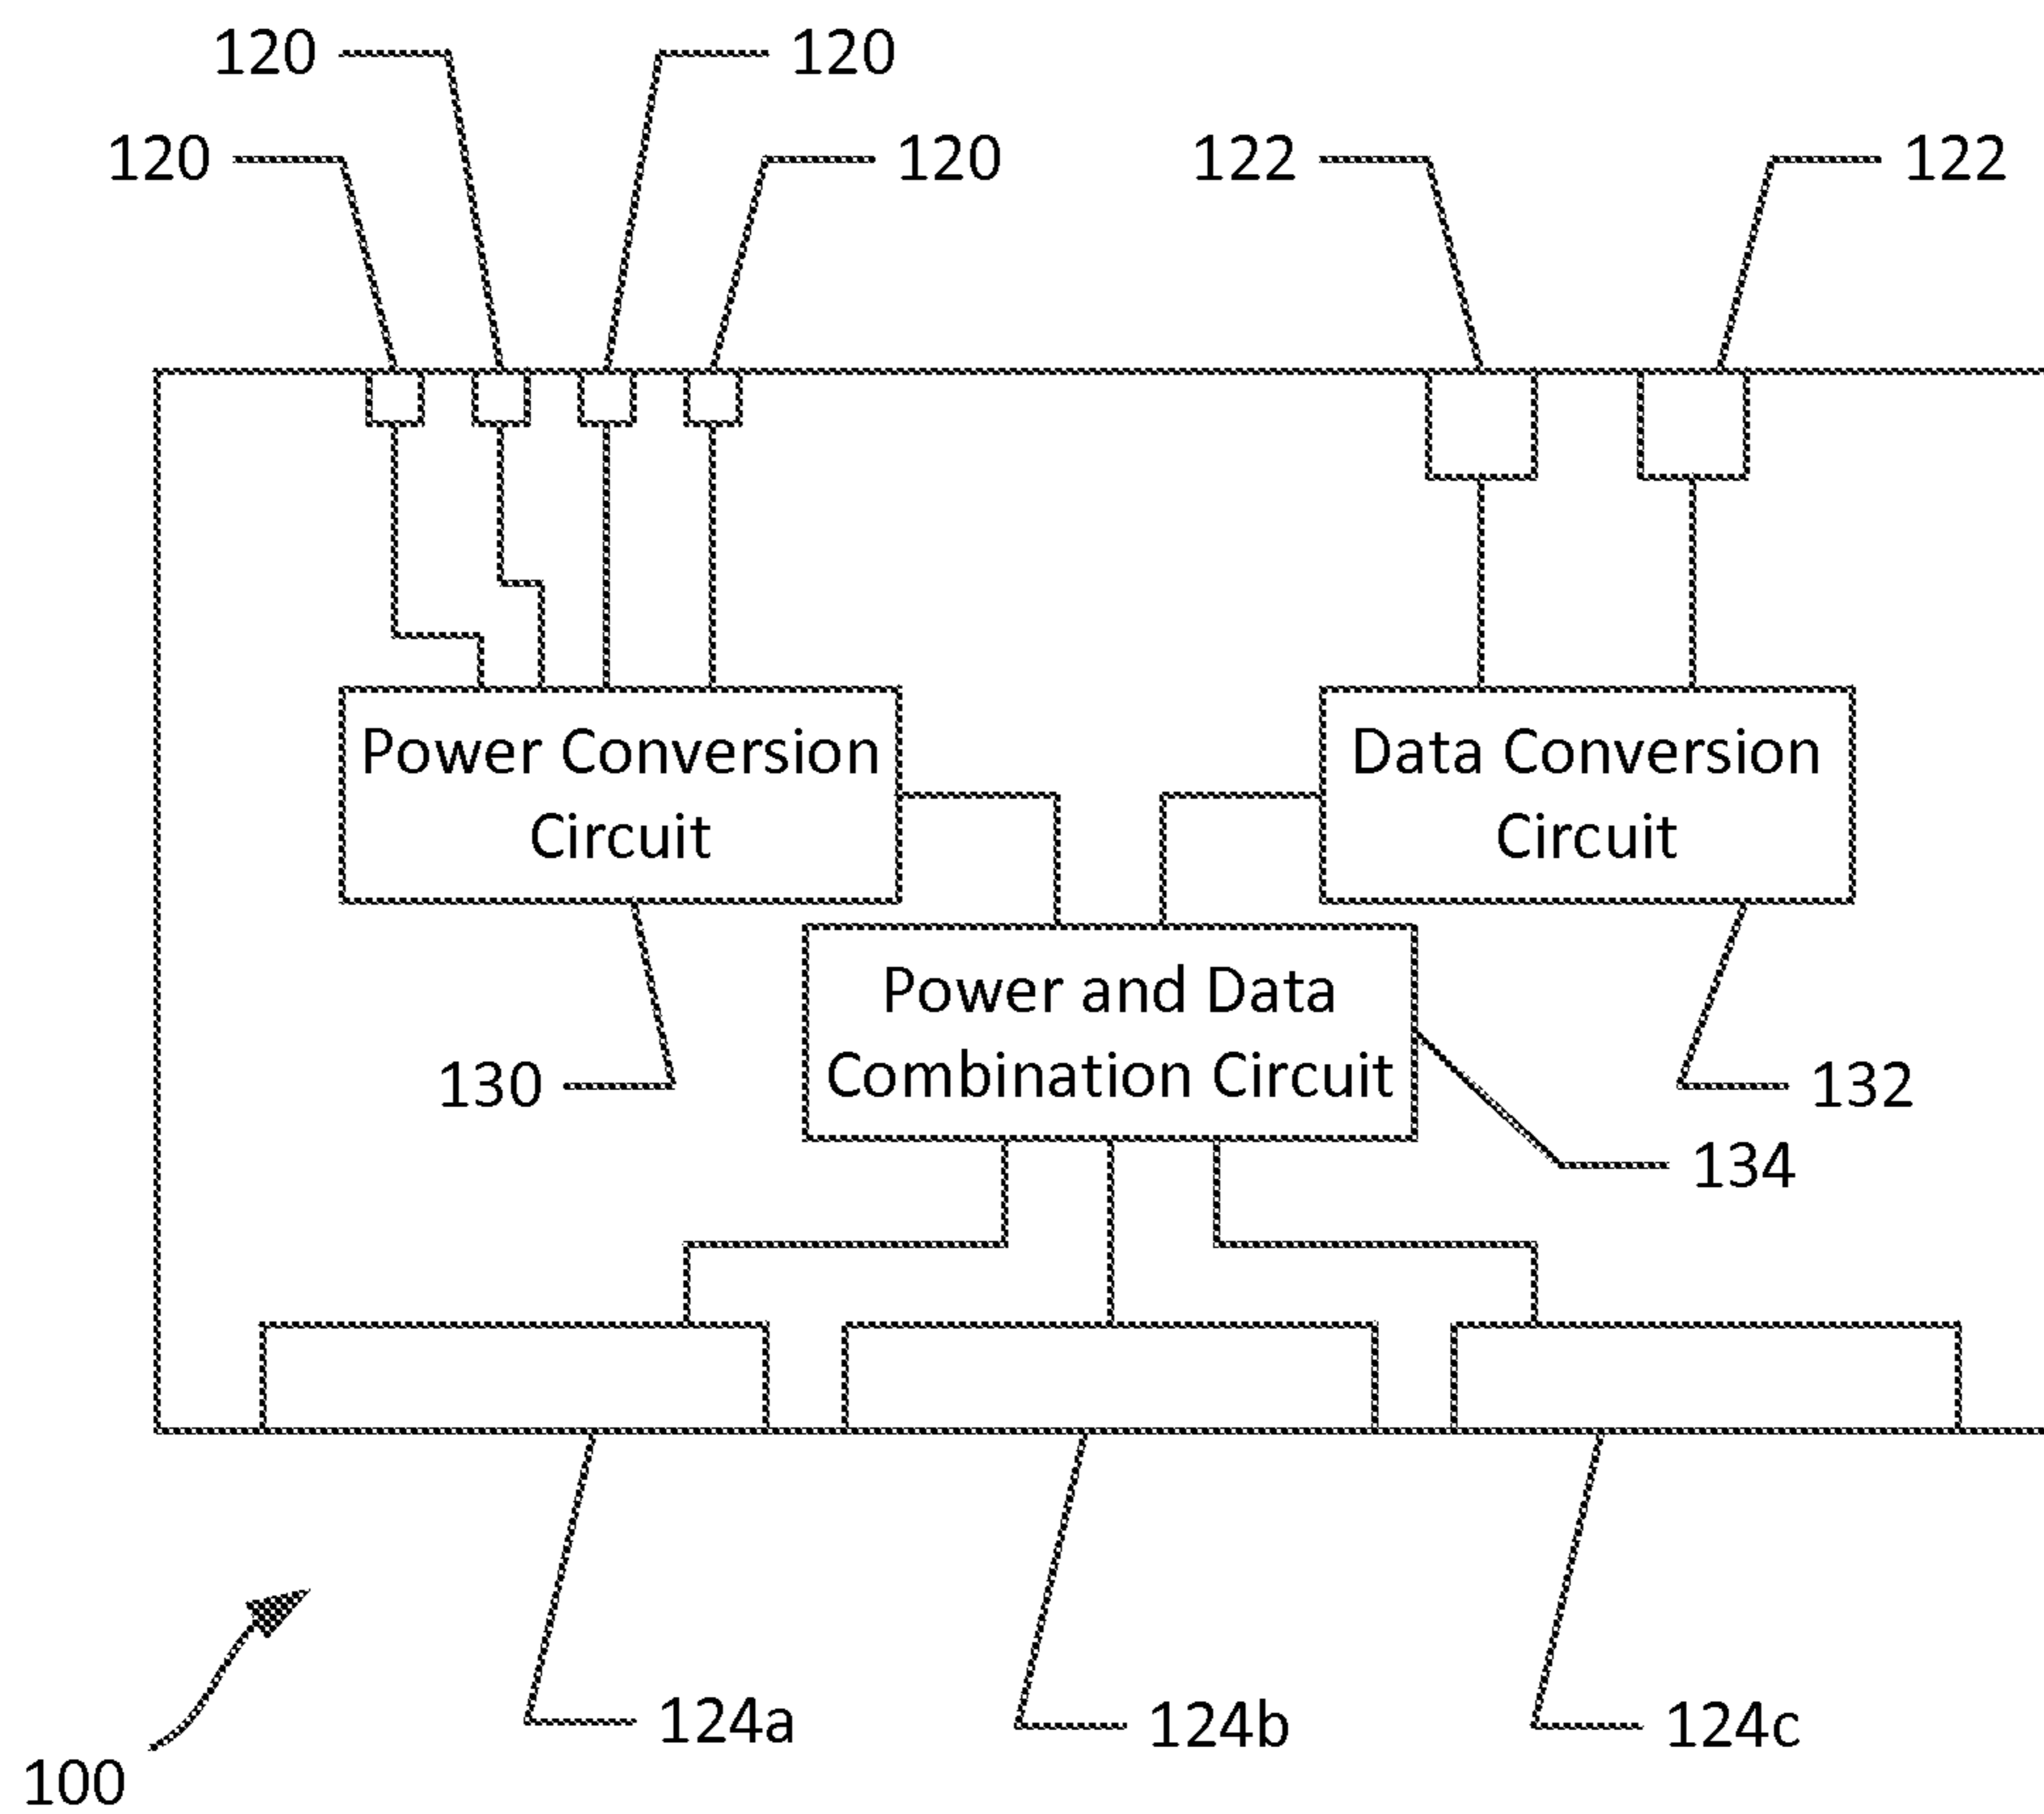 120
120
120
120
122
122
Power Conversion
Circuit
Data Conversion
Circuit
Power and Data
Combination Circuit
130
132
134
124a
124b
124c
100